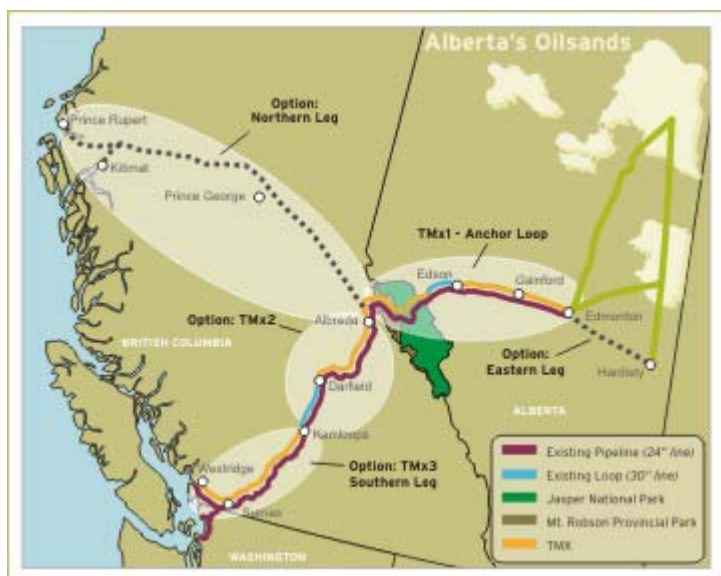 Alberta's Oilsands
Option:
Northern Leg
Prince Rupert
Kitimat
Prince George
TMx1 - Anchor Loop
Edson
Gainford
Edmonton
Option: TMx2
Albreda
BRITISH COLUMBIA
Option:
Eastern Leg
Hardisty
Darfield
ALBERTA
Kamloops
Option: TMx3
Southern Leg
Westridge
Sumas
WASHINGTON
Existing Pipeline (24" line)
Existing Loop (30" line)
Jasper National Park
Mt. Robson Provincial Park
TMX